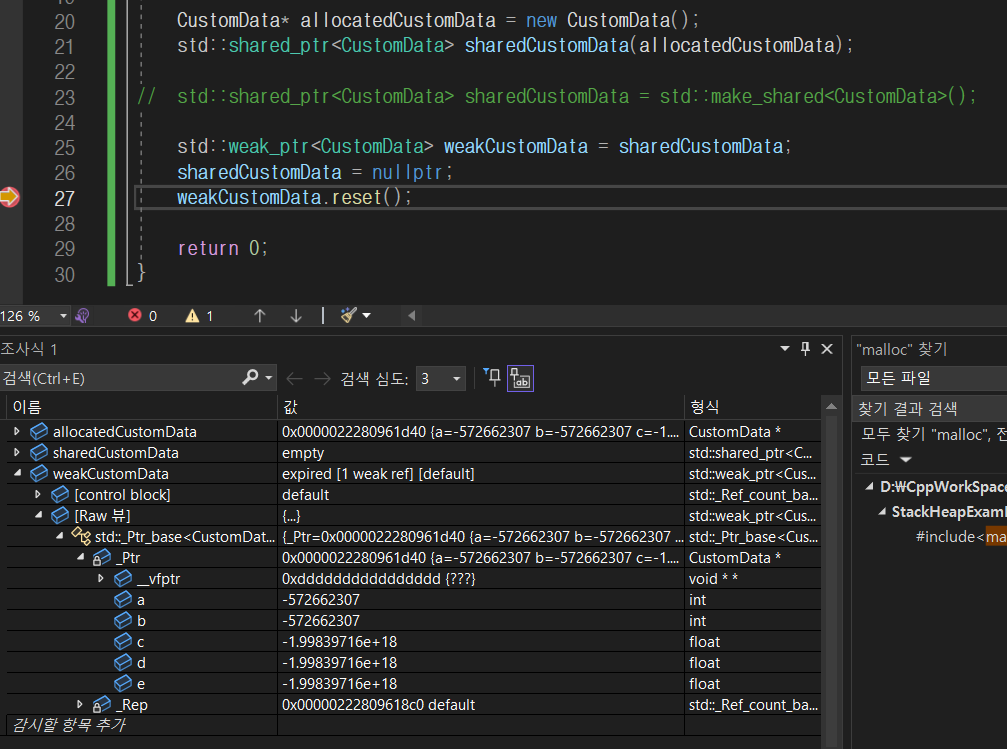 20 CustomData* allocatedCustomData = new CustomData();
21 std::shared_ptr<CustomData> sharedCustomData(allocatedCustomData);
22
23 // std::shared_ptr<CustomData> sharedCustomData = std::make_shared<CustomData>();
24
25 std::weak_ptr<CustomData> weakCustomData = sharedCustomData;
26 sharedCustomData = nullptr;
27 weakCustomData.reset();
28
29 return 0;
30 }
126 % 0 1
조사식 1
검색(Ctrl+E) 검색 심도: 3
이름 값 형식
allocatedCustomData 0x0000022280961d40 {a=-572662307 b=-572662307 c=-1.... CustomData *
sharedCustomData empty std::shared_ptr<C...
weakCustomData expired [1 weak ref] [default] std::weak_ptr<Cus...
[control block] default std::_Ref_count_ba...
[Raw 뷰] {...} std::weak_ptr<Cus...
std::_Ptr_base<CustomDat... {_Ptr=0x0000022280961d40 {a=-572662307 b=-572662307 ... std::_Ptr_base<Cus...
_Ptr 0x0000022280961d40 {a=-572662307 b=-572662307 c=-1.... CustomData *
__vfptr 0xdddddddddddddddd {???} void * *
a -572662307 int
b -572662307 int
c -1.99839716e+18 float
d -1.99839716e+18 float
e -1.99839716e+18 float
_Rep 0x00000222809618c0 default std::_Ref_count_ba...
감시할 항목 추가
"malloc" 찾기
모든 파일
찾기 결과 검색
모두 찾기 "malloc", 전
코드
D:₩CppWorkSpac
StackHeapExam
#include<ma